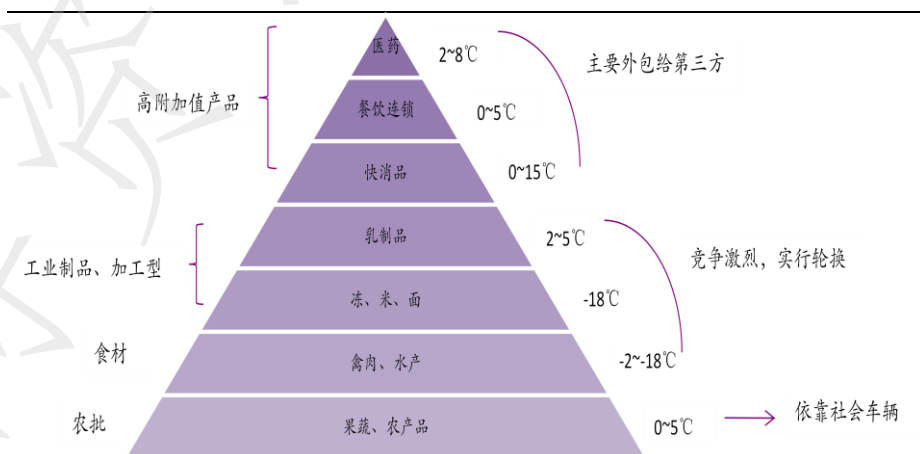 医药 2~8℃ 主要外包给第三方
高附加值产品 餐饮连锁 0~5℃
快消品 0~15℃
乳制品 2~5℃
工业制品、加工型 竞争激烈，实行轮换
冻、米、面 -18℃
食材 禽肉、水产 -2~-18℃
农批 果蔬、农产品 0~5℃ 依靠社会车辆